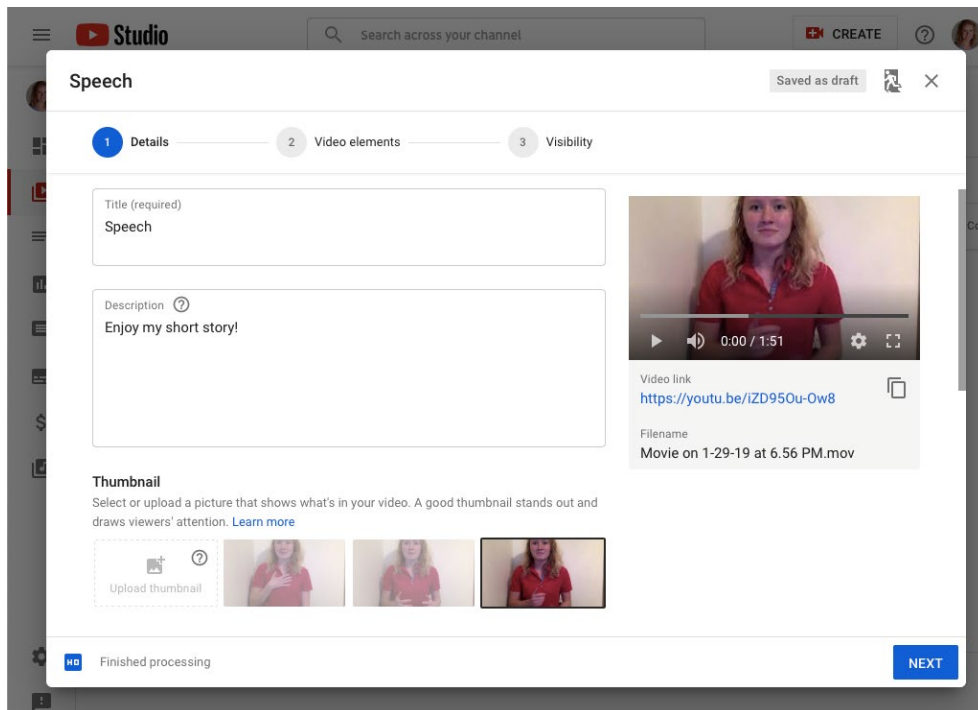 Studio
Search across your channel
CREATE
Speech
Saved as draft
1 Details
2 Video elements
3 Visibility
Title (required)
Speech
Description
Enjoy my short story!
0:00 / 1:51
Video link
https://youtu.be/iZD95Ou-Ow8
Filename
Movie on 1-29-19 at 6.56 PM.mov
Thumbnail
Select or upload a picture that shows what's in your video. A good thumbnail stands out and
draws viewers' attention. Learn more
Upload thumbnail
HD Finished processing
NEXT